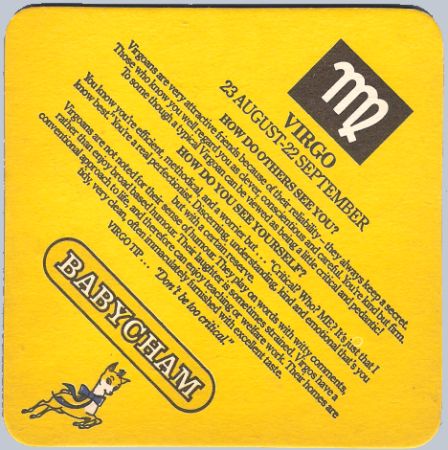 VIRGO
23 AUGUST-22 SEPTEMBER
HOW DO OTHERS SEE YOU?
Virgoans are very attractive friends because of their reliability – they always keep a secret.
Those who know you well regard you as clever, conscientious and careful. You're kind but firm.
To some though a typical Virgoan can be viewed as being a little critical and pedantic!
HOW DO YOU SEE YOURSELF?
You know you're efficient, methodical, and a worrier but . . . "Critical? Who? ME? It's just that I
know best." You're a real perfectionist. Discerning, understanding, kind and emotional that's you
but with a certain reserve.
Virgoans are not noted for their sense of humour. They play on words with witty comments,
rather than enjoy broad based humour. Their laughter is sometimes strained. Virgos have a
conventional approach to life, and therefore can enjoy teaching or welfare work. Their homes are
tidy, very clean, often immaculately furnished with excellent taste.
VIRGO TIP . . . "Don't be too critical!"
BABYCHAM